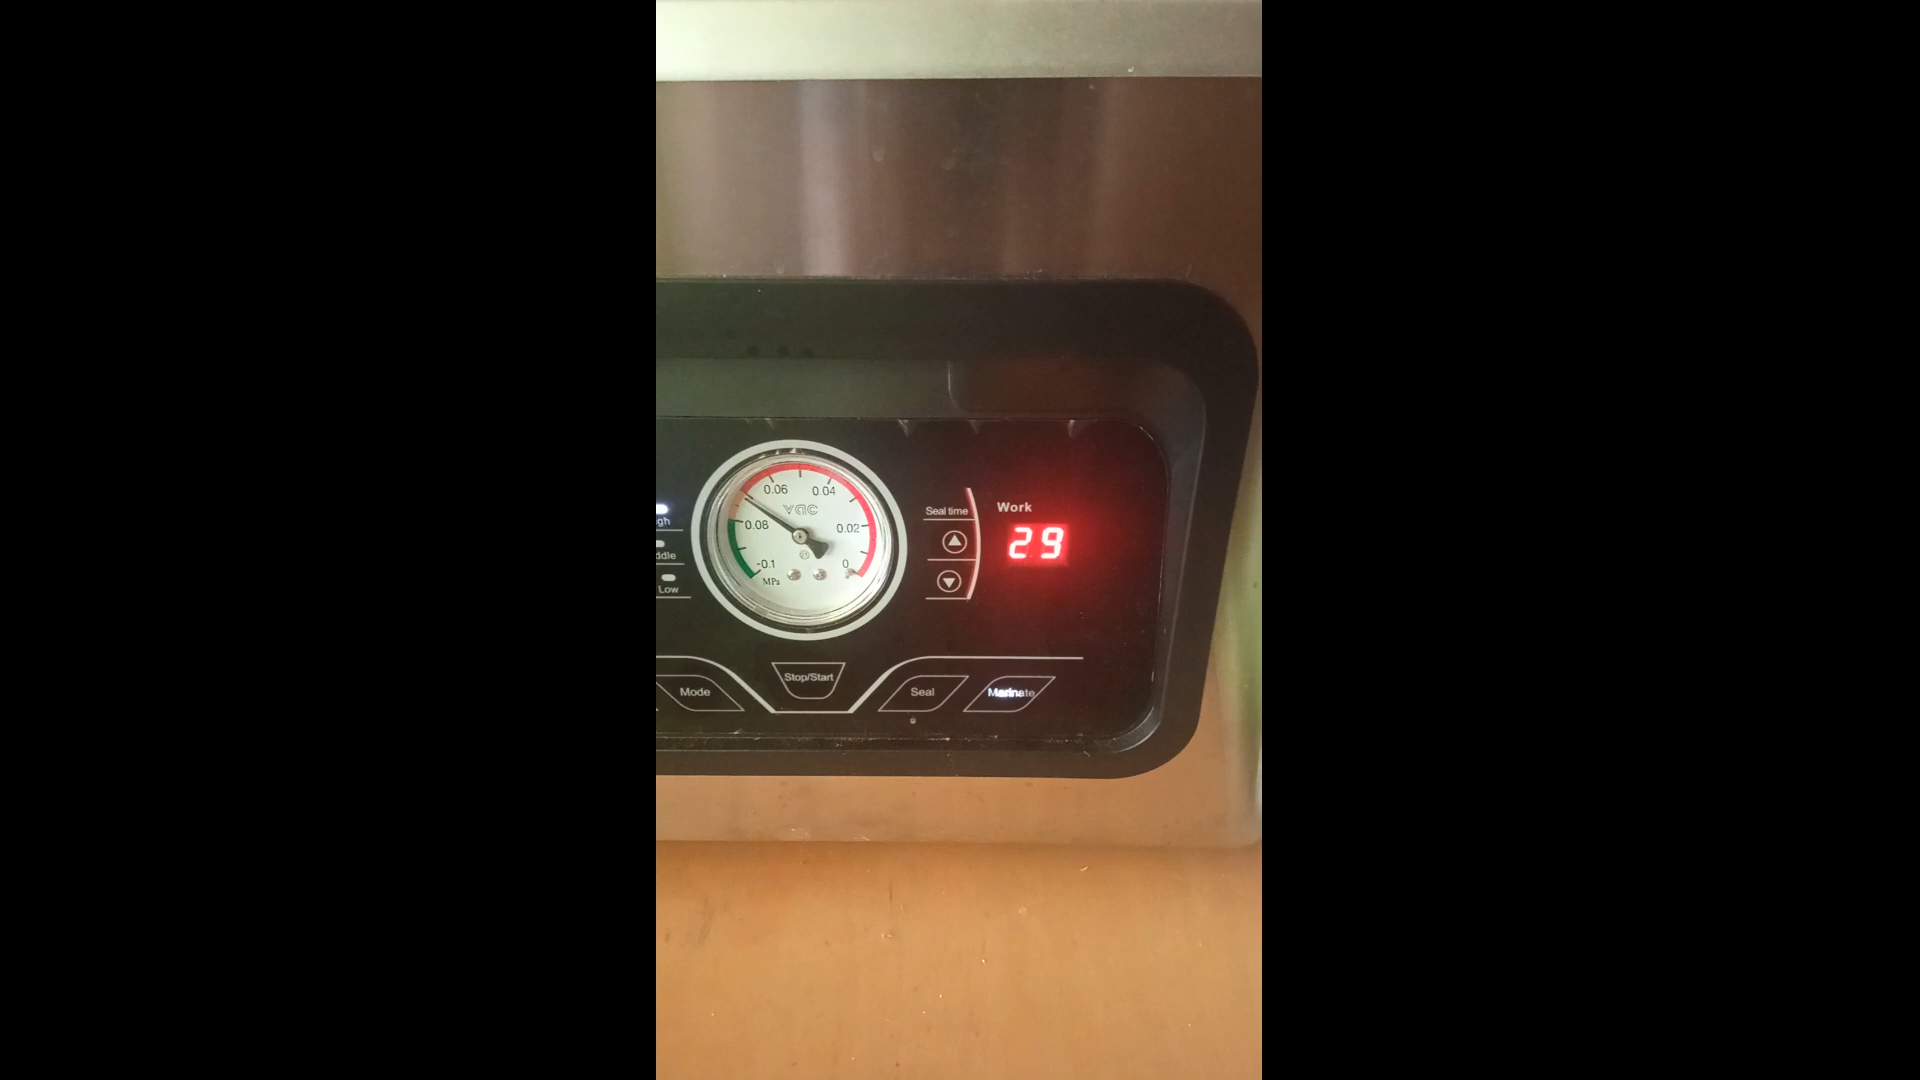 0.06 0.04
vac
0.08 0.02
-0.1 0
MPa
Low
Seal time
Work
29
Mode
Stop/Start
Seal
Marinate